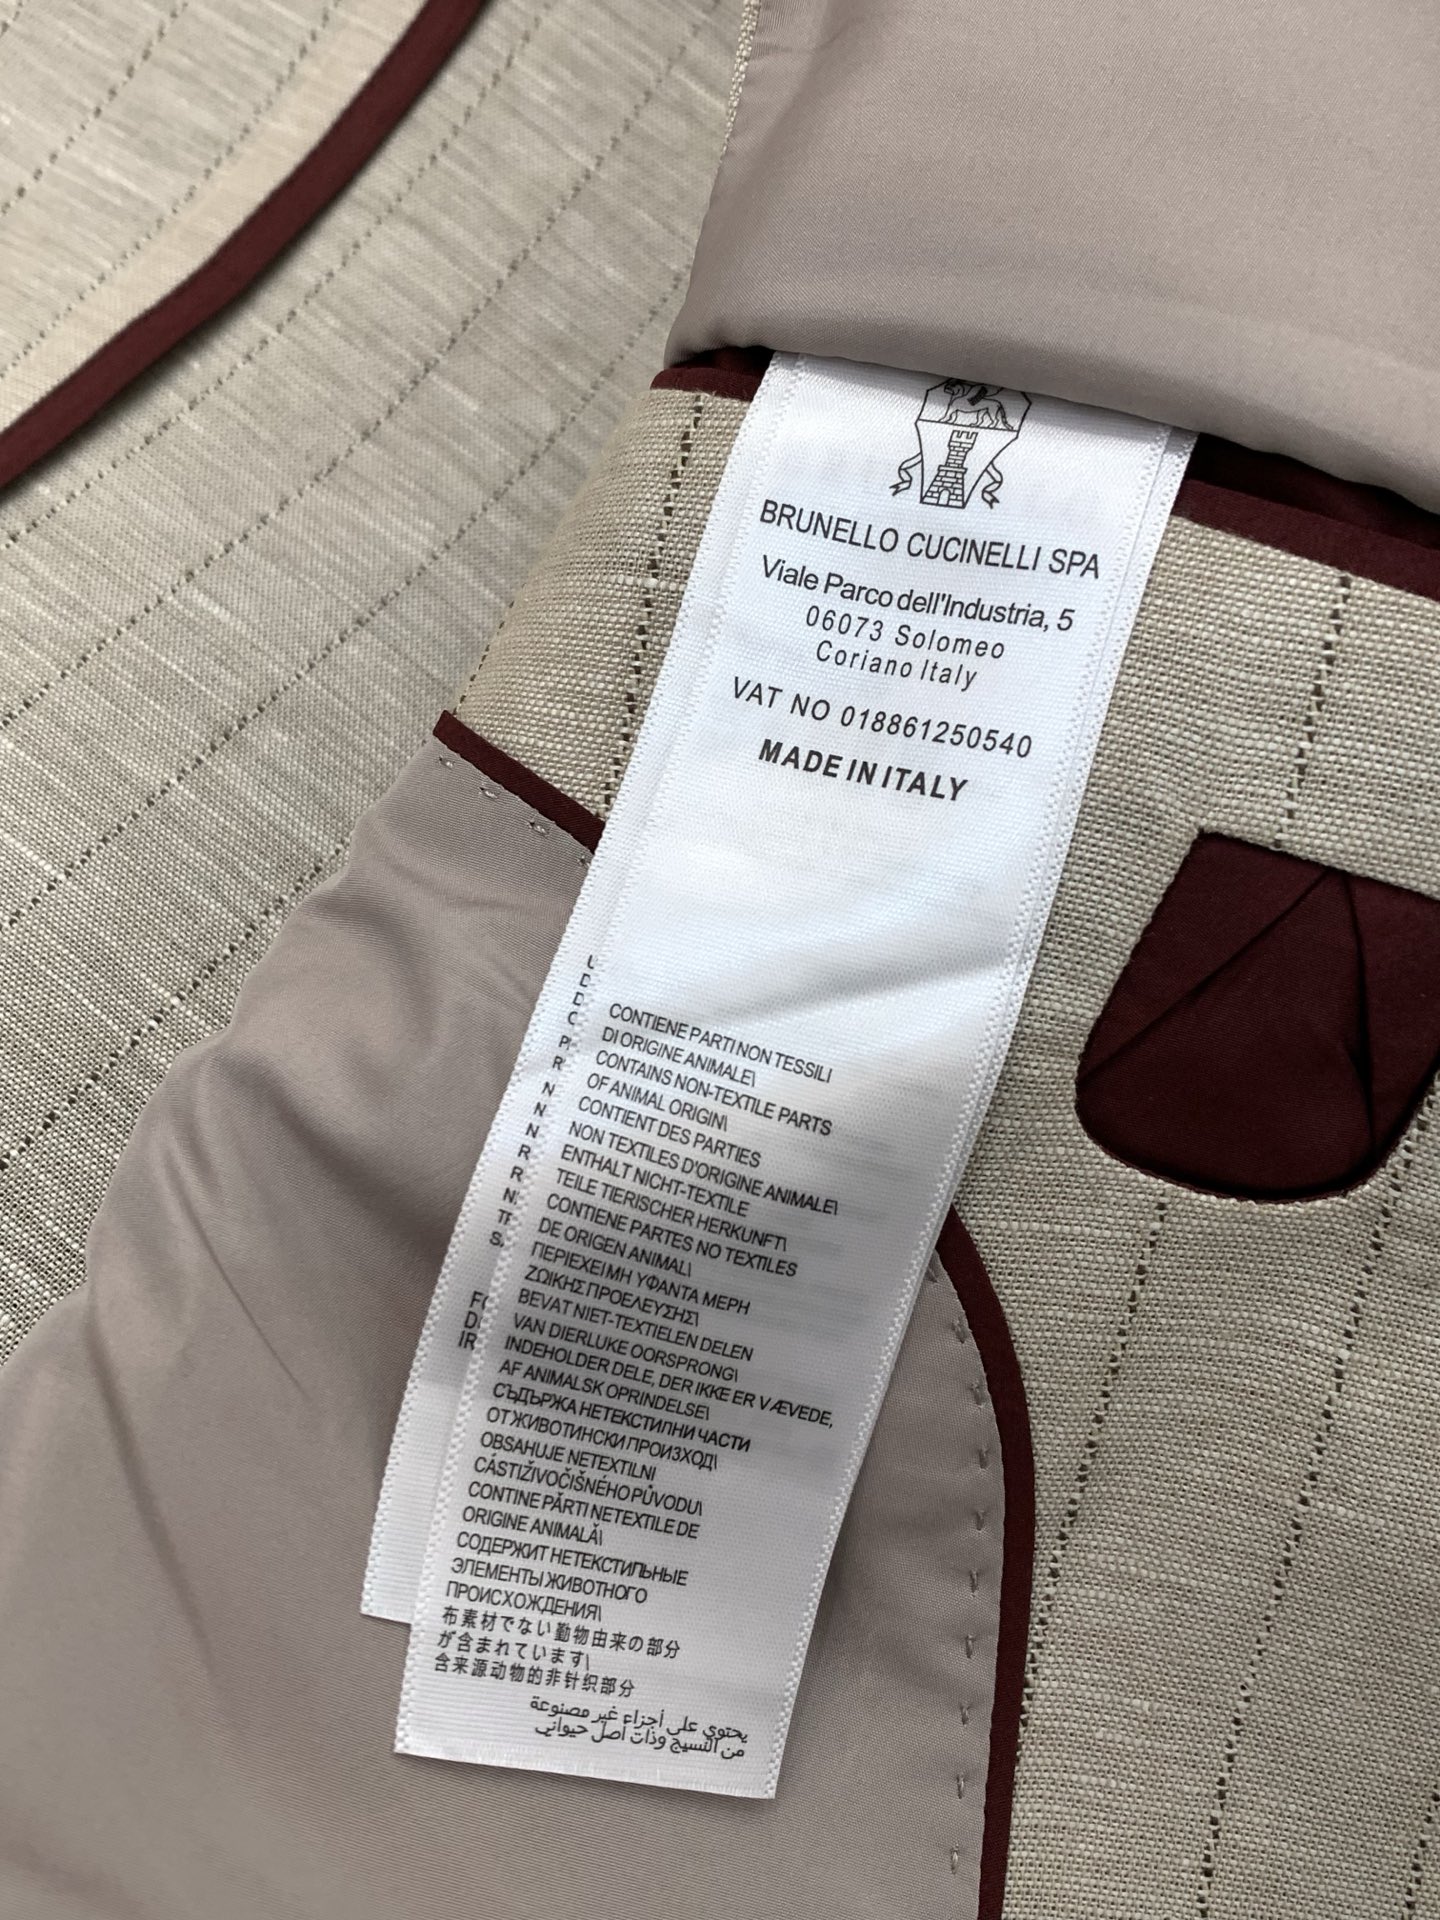 BRUNELLO CUCINELLI SPA
Viale Parco dell'Industria, 5
06073 Solomeo
Coriano Italy
VAT NO 018861250540
MADE IN ITALY
CONTIENE PARTI NON TESSILI
DI ORIGINE ANIMALE\
CONTAINS NON-TEXTILE PARTS
OF ANIMAL ORIGIN\
CONTIENT DES PARTIES
NON TEXTILES D'ORIGINE ANIMALE\
ENTHALT NICHT-TEXTILE
TEILE TIERISCHER HERKUNFT\
CONTIENE PARTES NO TEXTILES
DE ORIGEN ANIMAL\
ΠΕΡΙΕΧΕΙ ΜΗ ΥΦΑΝΤΑ ΜΕΡΗ
ΖΩΙΚΗΣ ΠΡΟΕΛΕΥΣΗΣ\
BEVAT NIET-TEXTIELEN DELEN
VAN DIERLUKE OORSPRONG\
INDEHOLDER DELE, DER IKKE ER VÆVEDE,
AF ANIMALSK OPRINDELSE\
СЪДЪРЖА НЕТЕКСТИЛНИ ЧАСТИ
ОТ ЖИВОТИНСКИ ПРОИЗХОД\
OBSAHUJE NETEXTILNI
CÁSTIŽIVOČIŠNÉHO PŮVODU\
CONTINE PĂRTI NETEXTILE DE
ORIGINE ANIMALĂ\
СОДЕРЖИТ НЕТЕКСТИЛЬНЫЕ
ЭЛЕМЕНТЫ ЖИВОТНОГО
ПРОИСХОЖДЕНИЯ\
布素材でない動物由来の部分
が含まれています\
含来源动物的非针织部分
يحتوي على أجزاء غير مصنوعة
من النسيج وذات أصل حيواني